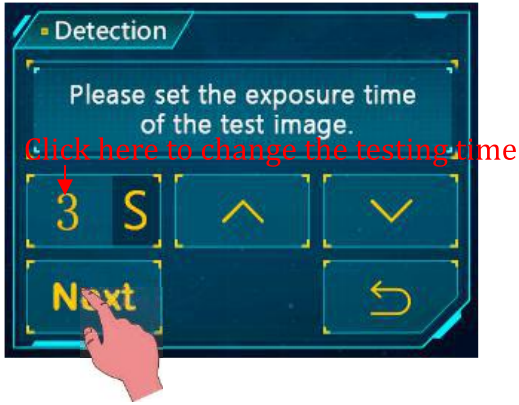 Detection
Please set the exposure time
of the test image.
Click here to change the testing time
3 S
Next